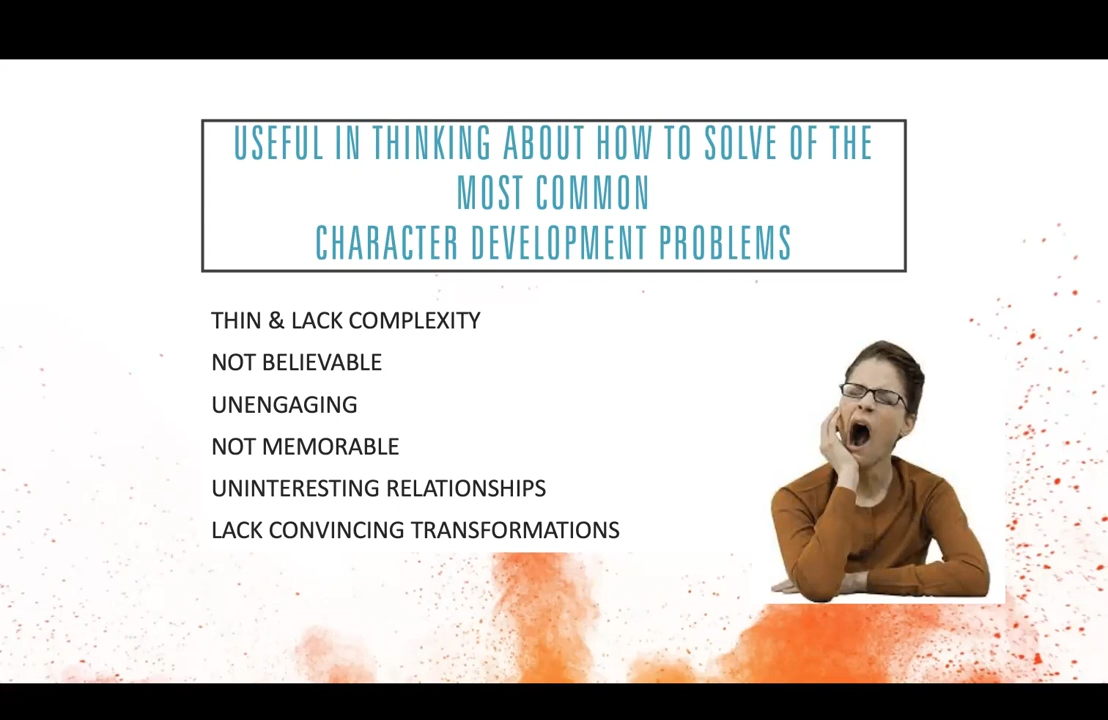 USEFUL IN THINKING ABOUT HOW TO SOLVE OF THE
MOST COMMON
CHARACTER DEVELOPMENT PROBLEMS
THIN & LACK COMPLEXITY
NOT BELIEVABLE
UNENGAGING
NOT MEMORABLE
UNINTERESTING RELATIONSHIPS
LACK CONVINCING TRANSFORMATIONS